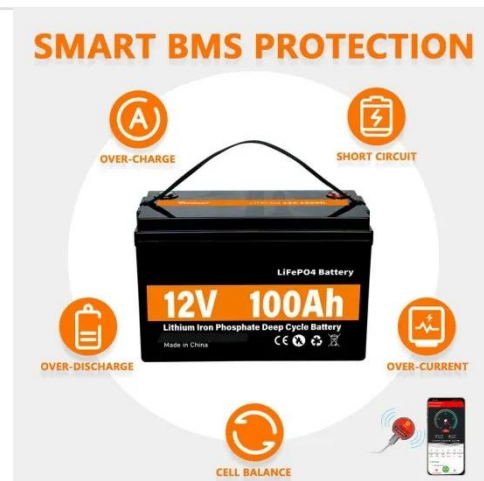 SMART BMS PROTECTION
OVER-CHARGE
SHORT CIRCUIT
LiFePO4 Battery
12V 100Ah
Lithium Iron Phosphate Deep Cycle Battery
Made in China
CE
OVER-DISCHARGE
OVER-CURRENT
CELL BALANCE